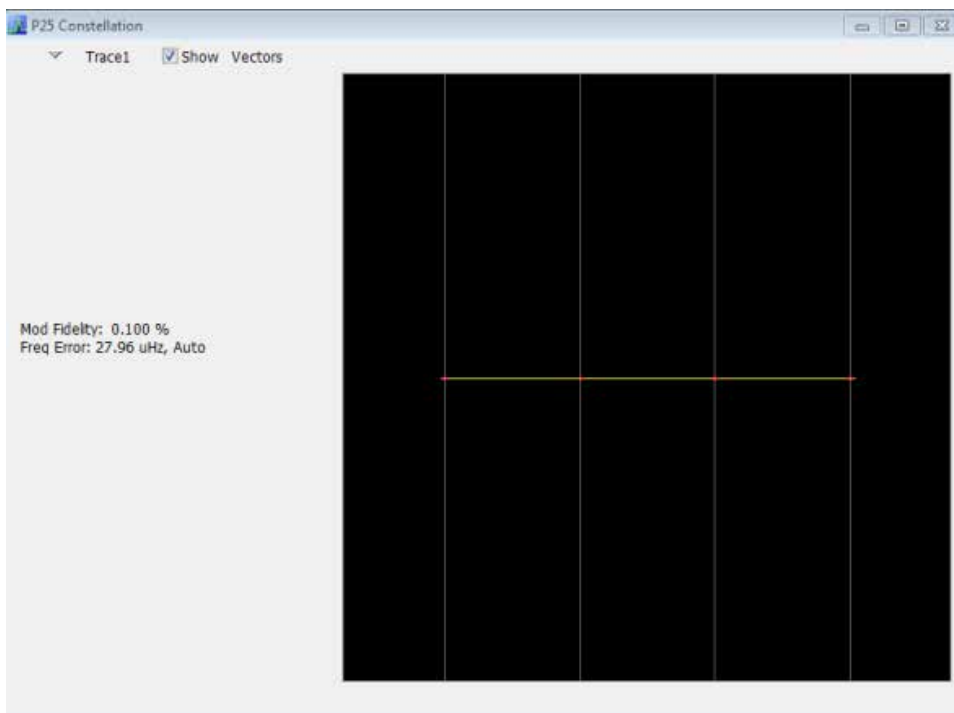 P25 Constellation
Trace1 Show Vectors
Mod Fidelity: 0.100 %
Freq Error: 27.96 uHz, Auto